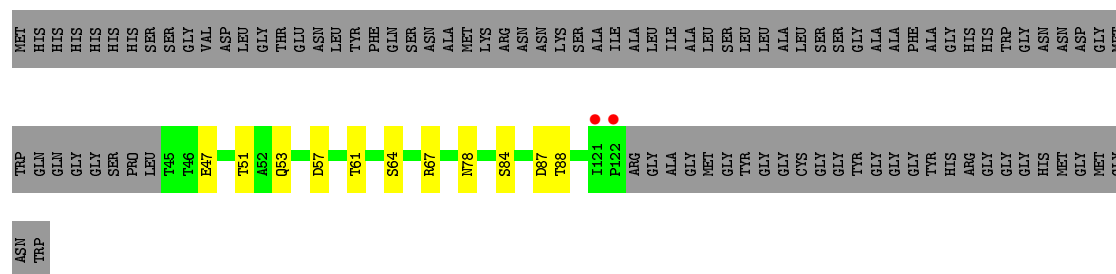 MET HIS HIS HIS HIS HIS HIS SER SER GLY VAL ASP LEU GLY THR GLU ASN LEU TYR PHE GLN SER ASN ALA MET LYS ARG ASN ASN LYS SER ALA ILE ALA LEU ILE ALA LEU SER LEU LEU ALA LEU SER SER GLY ALA ALA PHE ALA GLY HIS HIS TRP GLY ASN ASN ASP GLY
TRP GLN GLN GLY GLY SER PRO LEU T45 T46 E47 T51 A52 Q53 D57 T61 S64 R67 N78 S84 D87 T88 I121 P122 ARG GLY ALA GLY MET GLY TYR GLY GLY CYS GLY GLY TYR GLY GLY GLY TYR HIS ARG GLY GLY GLY HIS MET GLY MET
ASN TRP